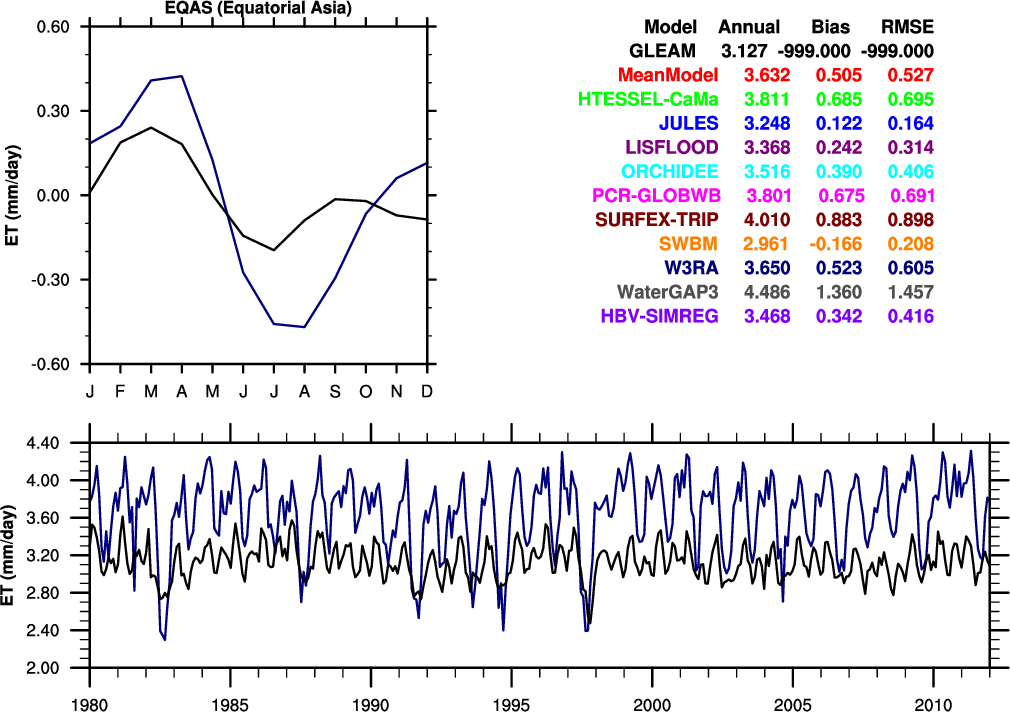 EQAS (Equatorial Asia)
0.60
0.30
0.00
-0.30
-0.60
ET (mm/day)
J F M A M J J A S O N D
Model Annual Bias RMSE
GLEAM 3.127 -999.000 -999.000
MeanModel 3.632 0.505 0.527
HTESSEL-CaMa 3.811 0.685 0.695
JULES 3.248 0.122 0.164
LISFLOOD 3.368 0.242 0.314
ORCHIDEE 3.516 0.390 0.406
PCR-GLOBWB 3.801 0.675 0.691
SURFEX-TRIP 4.010 0.883 0.898
SWBM 2.961 -0.166 0.208
W3RA 3.650 0.523 0.605
WaterGAP3 4.486 1.360 1.457
HBV-SIMREG 3.468 0.342 0.416
4.40
4.00
3.60
3.20
2.80
2.40
2.00
ET (mm/day)
1980 1985 1990 1995 2000 2005 2010